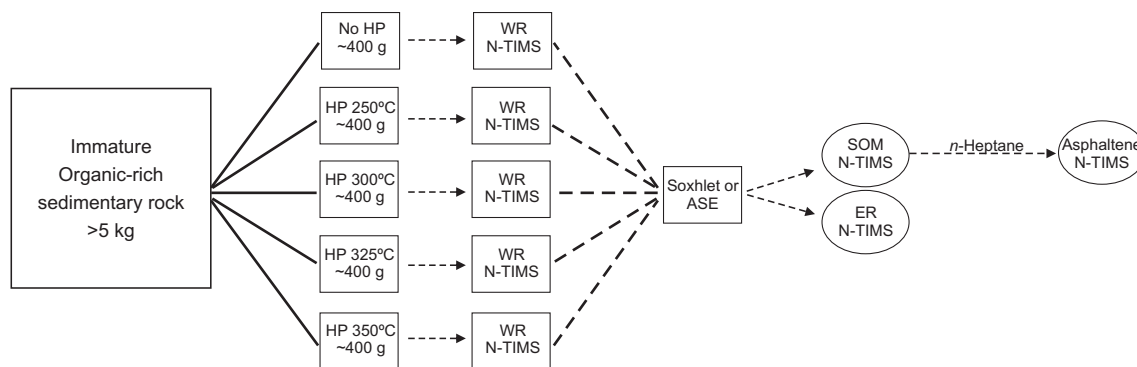 Immature
Organic-rich
sedimentary rock
>5 kg
No HP
~400 g
WR
N-TIMS
HP 250ºC
~400 g
WR
N-TIMS
HP 300ºC
~400 g
WR
N-TIMS
HP 325ºC
~400 g
WR
N-TIMS
HP 350ºC
~400 g
WR
N-TIMS
Soxhlet or
ASE
SOM
N-TIMS
ER
N-TIMS
n-Heptane
Asphaltene
N-TIMS